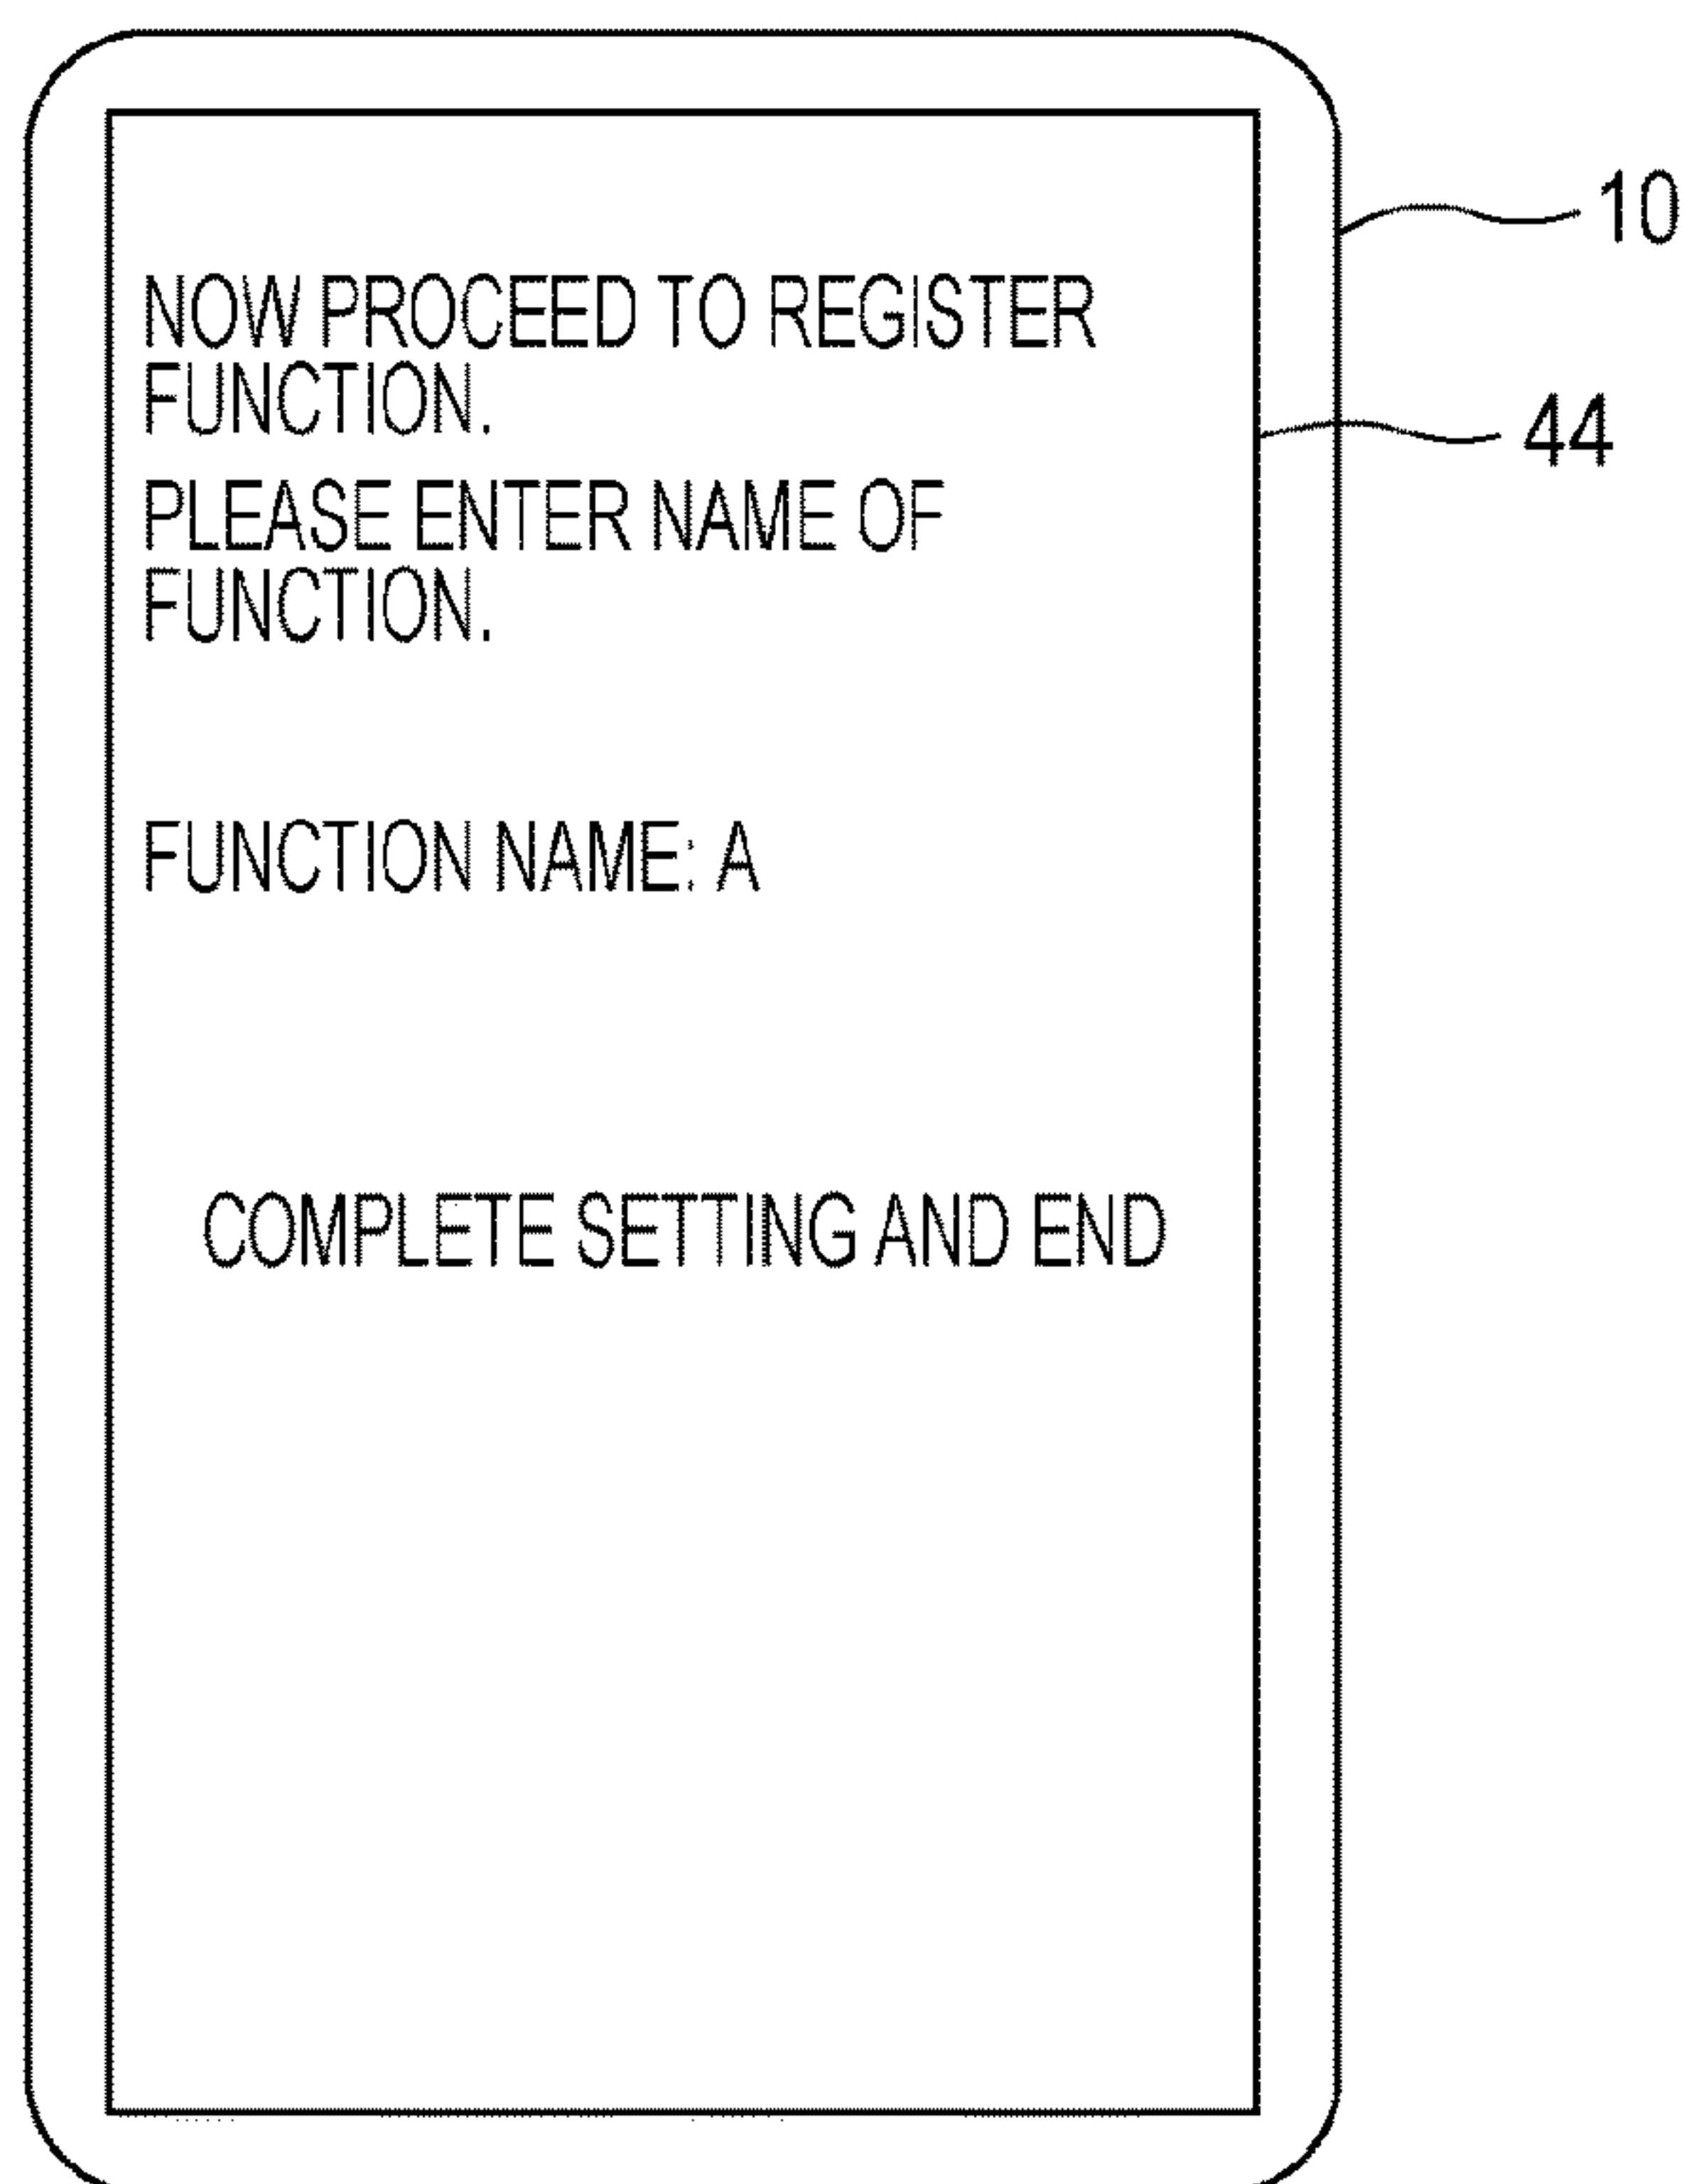 10
NOW PROCEED TO REGISTER
FUNCTION.
44
PLEASE ENTER NAME OF
FUNCTION.
FUNCTION NAME: A
COMPLETE SETTING AND END